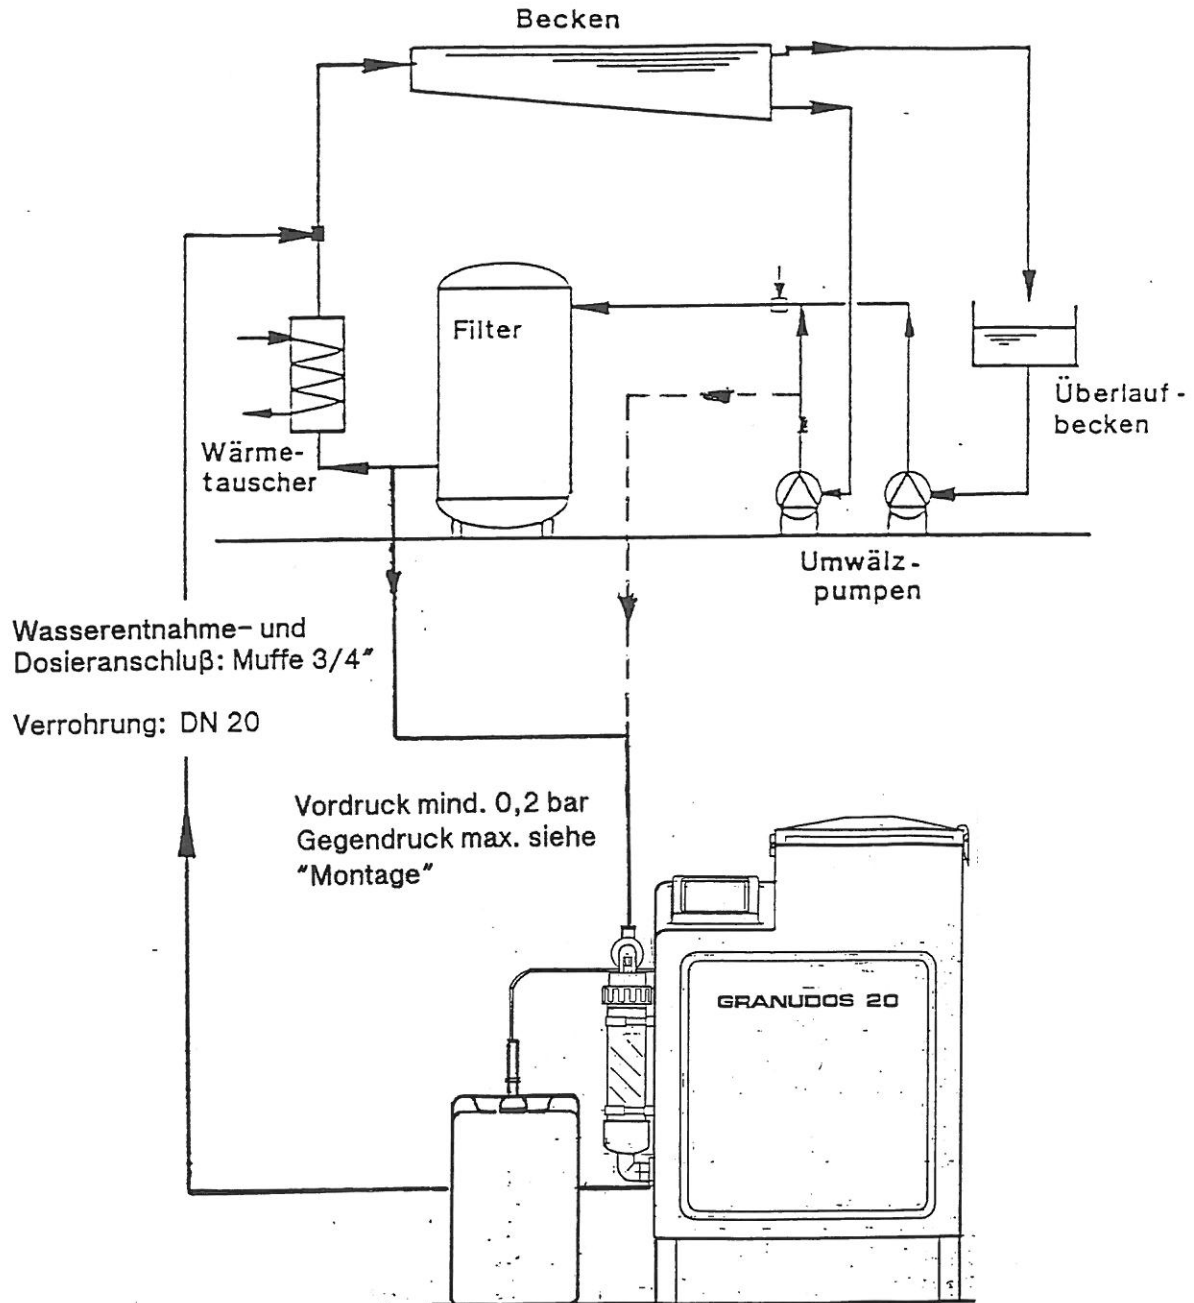 Becken
Filter
Überlauf-
becken
Wärme-
tauscher
Umwälz-
pumpen
Wasserentnahme- und
Dosieranschluß: Muffe 3/4"
Verrohrung: DN 20
Vordruck mind. 0,2 bar
Gegendruck max. siehe
"Montage"
GRANUDOS 20